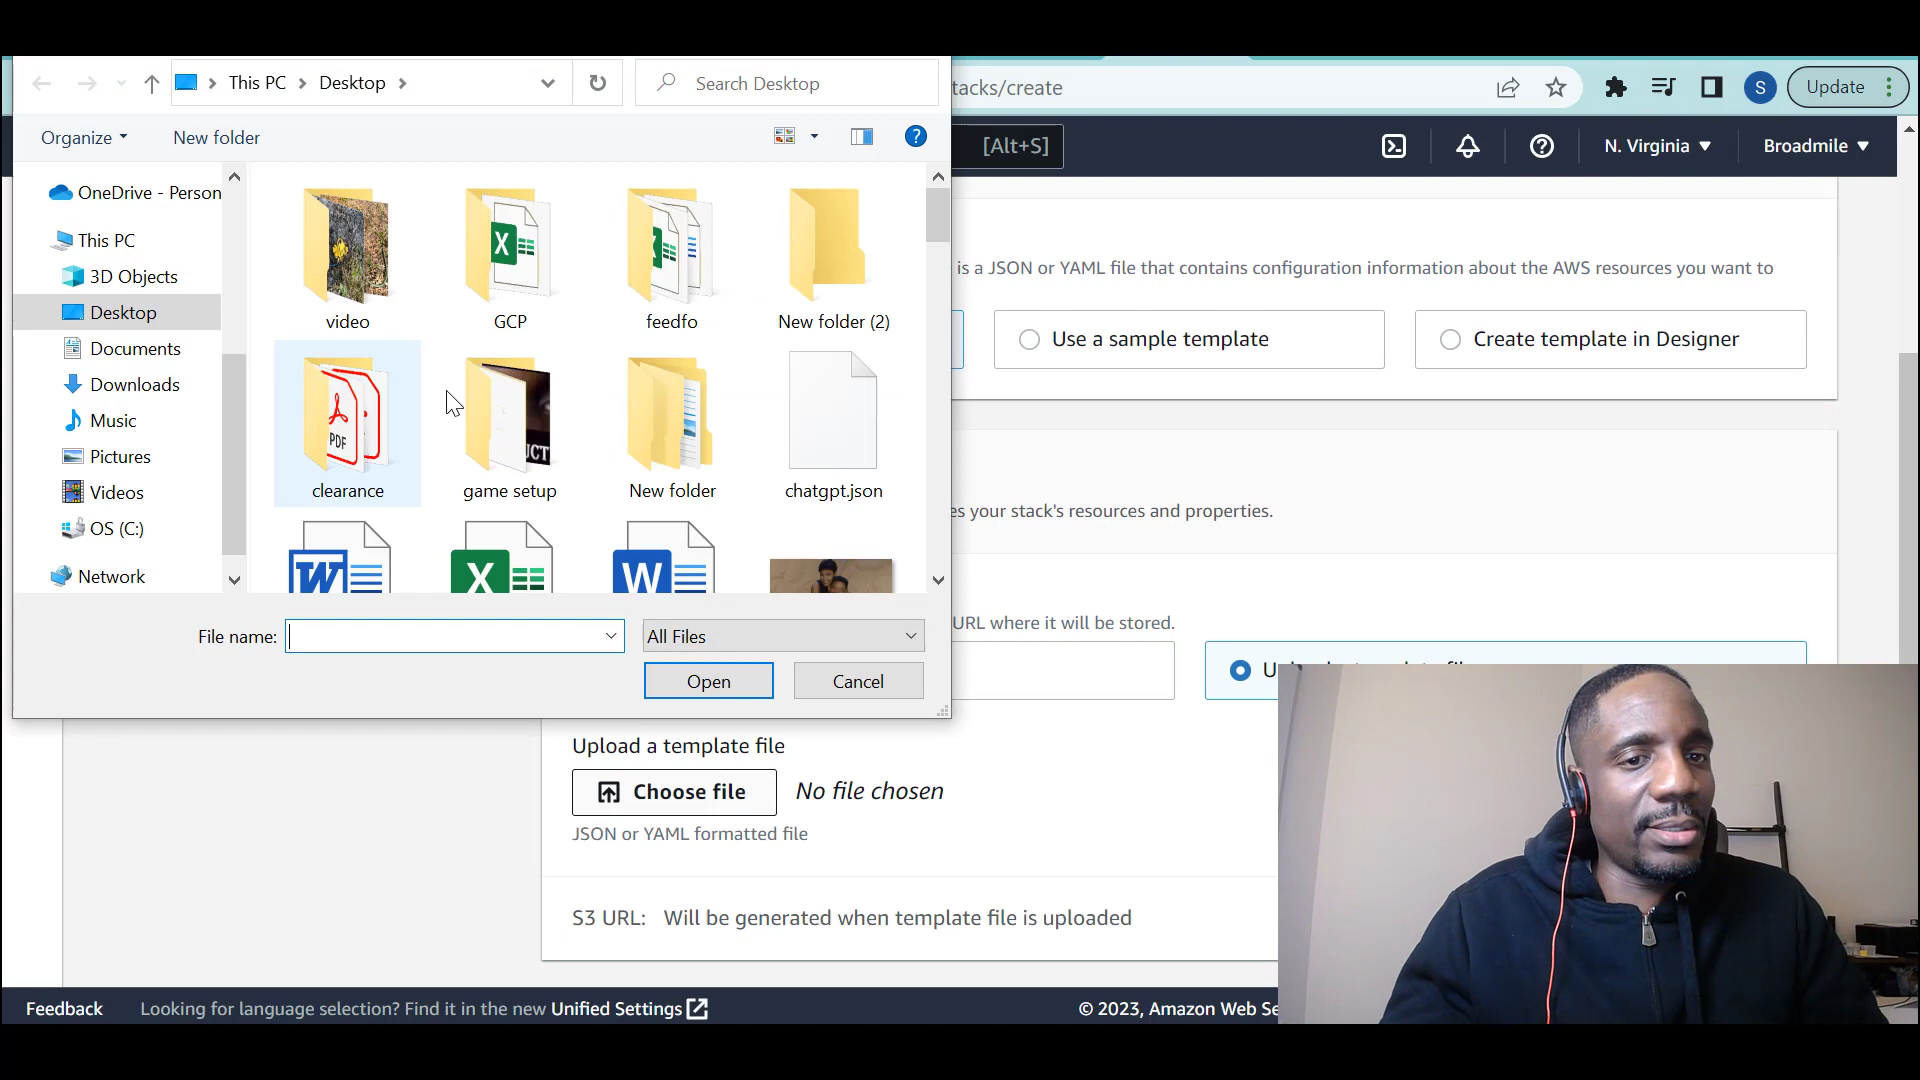 This PC > Desktop >
Search Desktop
tacks/create
S
Update
Organize
New folder
?
[Alt+S]
N. Virginia
Broadmile
OneDrive - Person
This PC
3D Objects
Desktop
Documents
Downloads
Music
Pictures
Videos
OS (C:)
Network
video
GCP
feedfo
New folder (2)
PDF
UCT
clearance
game setup
New folder
chatgpt.json
is a JSON or YAML file that contains configuration information about the AWS resources you want to
Use a sample template
Create template in Designer
es your stack's resources and properties.
File name:
All Files
Open
Cancel
URL where it will be stored.
Upload a template file
Choose file
No file chosen
JSON or YAML formatted file
S3 URL: Will be generated when template file is uploaded
Feedback
Looking for language selection? Find it in the new Unified Settings
© 2023, Amazon Web Se